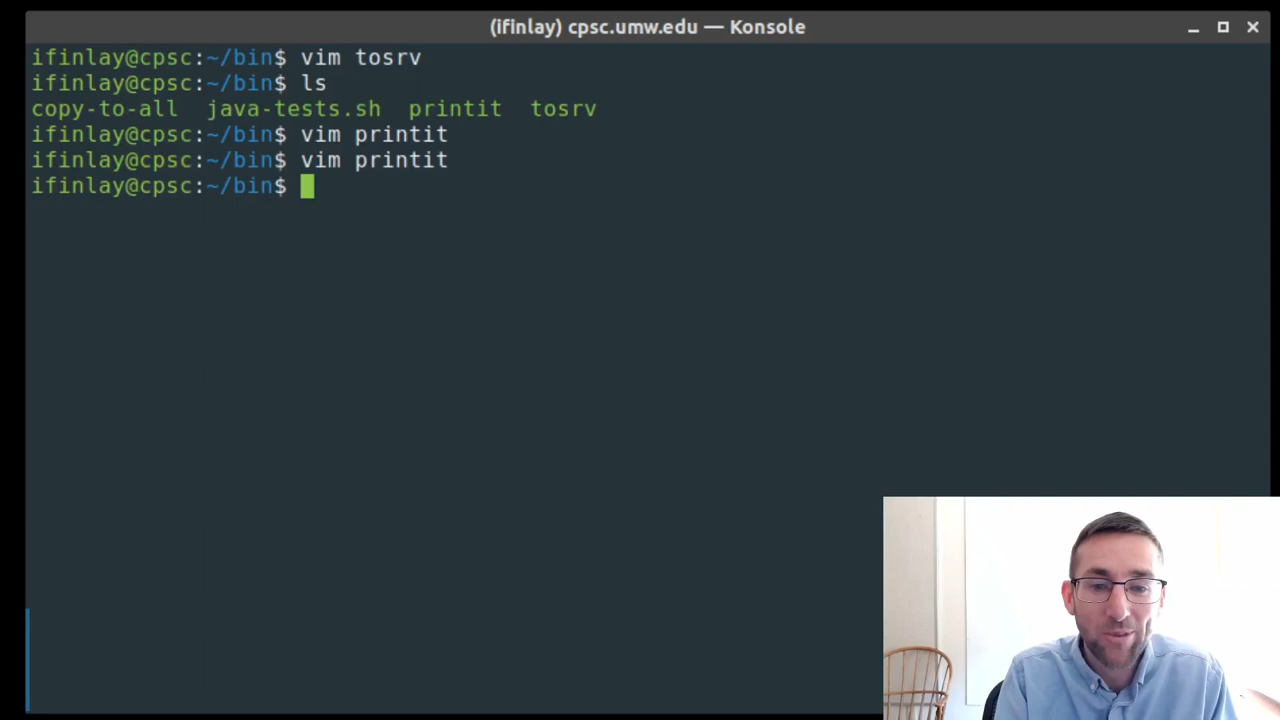 (ifinlay) cpsc.umw.edu — Konsole
ifinlay@cpsc:~/bin$ vim tosrv
ifinlay@cpsc:~/bin$ ls
copy-to-all  java-tests.sh  printit  tosrv
ifinlay@cpsc:~/bin$ vim printit
ifinlay@cpsc:~/bin$ vim printit
ifinlay@cpsc:~/bin$